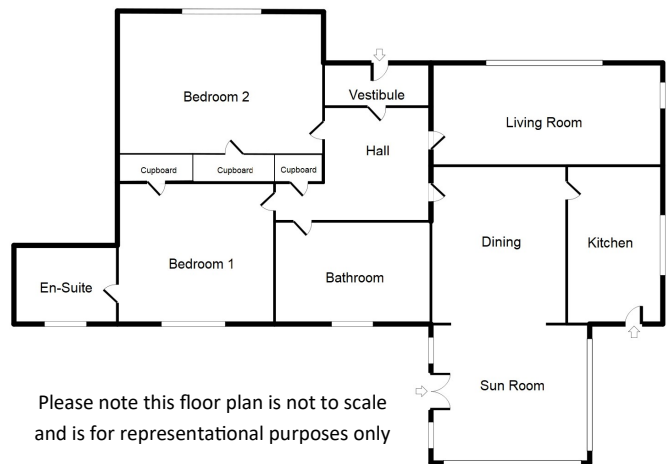 Bedroom 2
Vestibule
Living Room
Hall
Cupboard
Cupboard
Cupboard
Dining
Kitchen
Bedroom 1
Bathroom
En-Suite
Sun Room
Please note this floor plan is not to scale
and is for representational purposes only